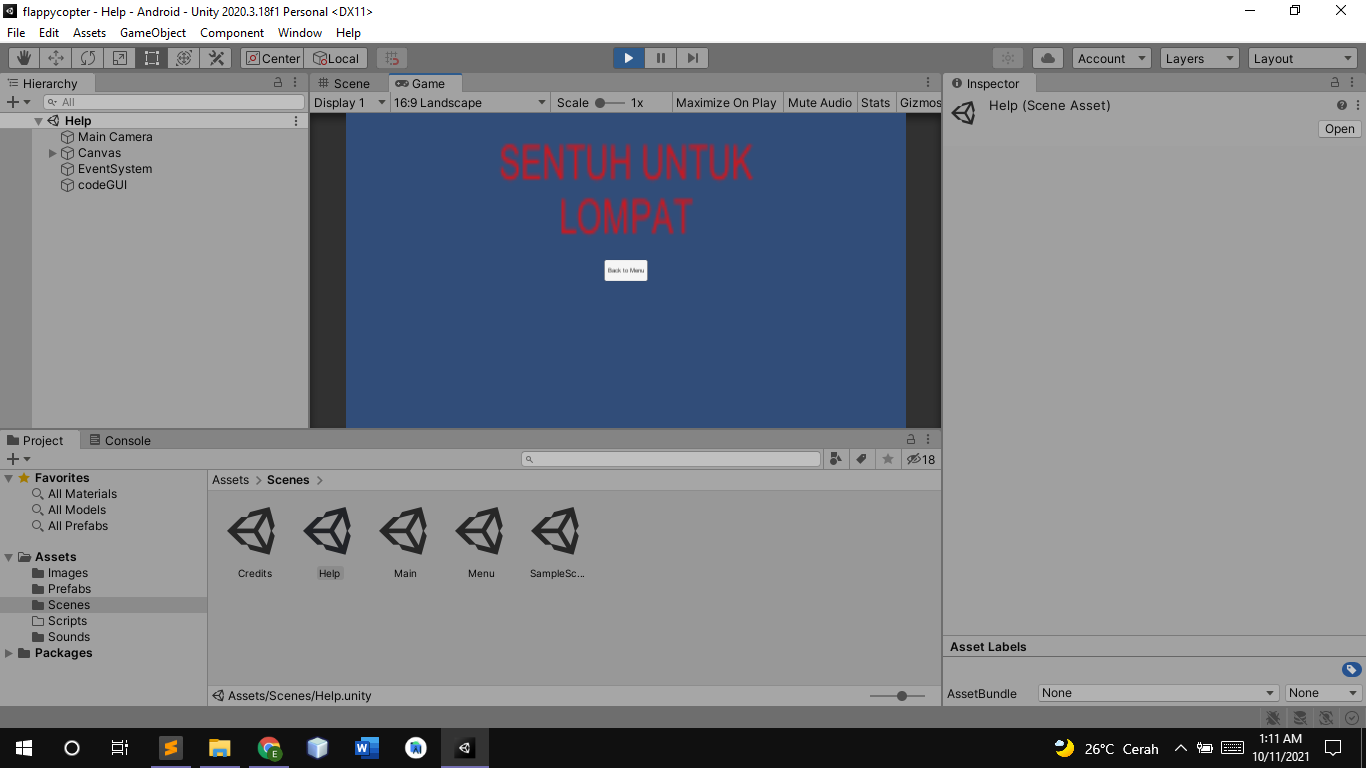 flappycopter - Help - Android - Unity 2020.3.18f1 Personal <DX11>
File Edit Assets GameObject Component Window Help
Center Local Account Layers Layout
Hierarchy
All
Help
Main Camera
Canvas
EventSystem
codeGUI
Scene Game
Display 1 16:9 Landscape Scale 1x Maximize On Play Mute Audio Stats Gizmos
SENTUH UNTUK
LOMPAT
Back to Menu
Inspector
Help (Scene Asset)
Open
Project Console
18
Favorites
All Materials
All Models
All Prefabs
Assets
Images
Prefabs
Scenes
Scripts
Sounds
Packages
Assets > Scenes >
Credits Help Main Menu SampleSc...
Assets/Scenes/Help.unity
Asset Labels
AssetBundle None None
26°C Cerah
1:11 AM
10/11/2021